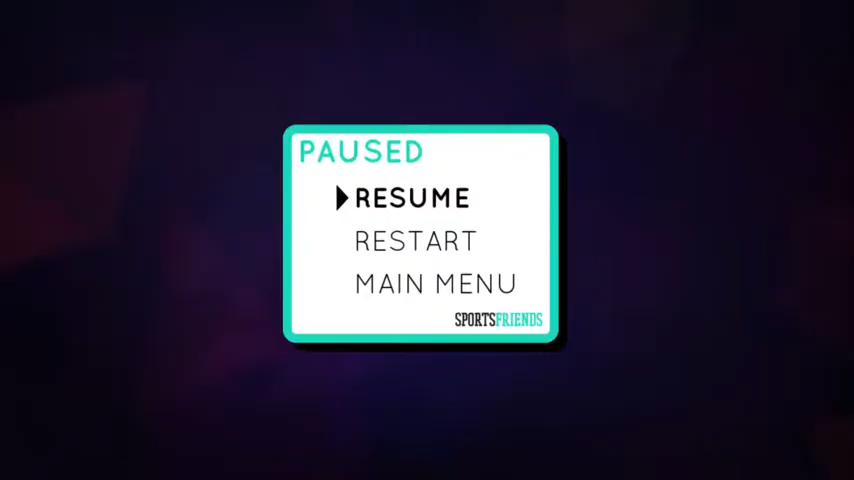 PAUSED
RESUME
RESTART
MAIN MENU
SPORTSFRIENDS